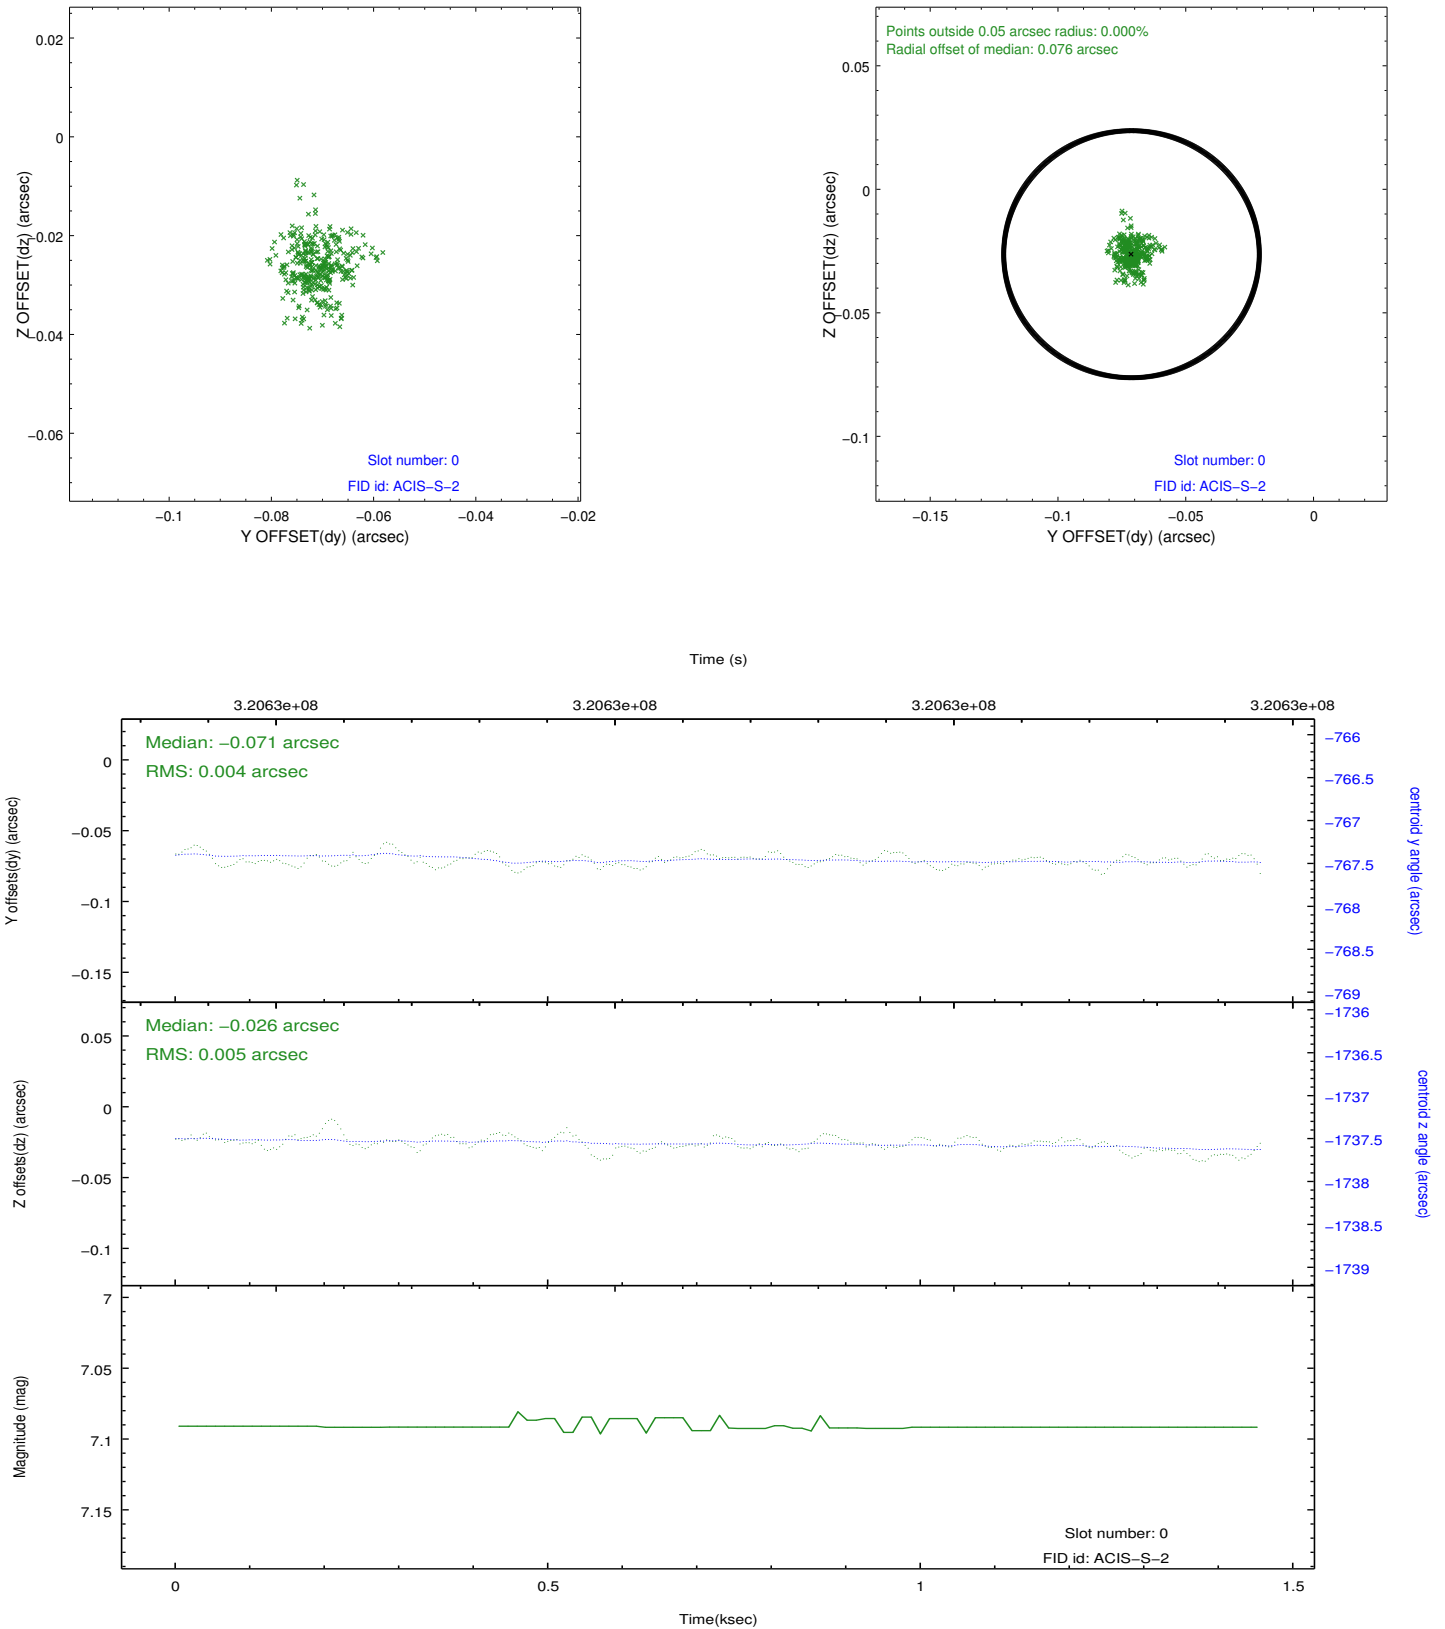 0.02
0
−0.02
−0.04
−0.06
Z OFFSET(dz) (arcsec)
Slot number: 0
FID id: ACIS−S−2
−0.1
−0.08
−0.06
−0.04
−0.02
Y OFFSET(dy) (arcsec)
Points outside 0.05 arcsec radius: 0.000%
Radial offset of median: 0.076 arcsec
0.05
0
−0.05
−0.1
Z OFFSET(dz) (arcsec)
Slot number: 0
FID id: ACIS−S−2
−0.15
−0.1
−0.05
0
Y OFFSET(dy) (arcsec)
Time (s)
3.2063e+08
3.2063e+08
3.2063e+08
3.2063e+08
Median: −0.071 arcsec
RMS: 0.004 arcsec
0
−0.05
−0.1
−0.15
Y offsets(dy) (arcsec)
−766
−766.5
−767
−767.5
−768
−768.5
−769
centroid y angle (arcsec)
Median: −0.026 arcsec
RMS: 0.005 arcsec
0.05
0
−0.05
−0.1
Z offsets(dz) (arcsec)
−1736
−1736.5
−1737
−1737.5
−1738
−1738.5
−1739
centroid z angle (arcsec)
7
7.05
7.1
7.15
Magnitude (mag)
Slot number: 0
FID id: ACIS−S−2
0
0.5
1
1.5
Time(ksec)